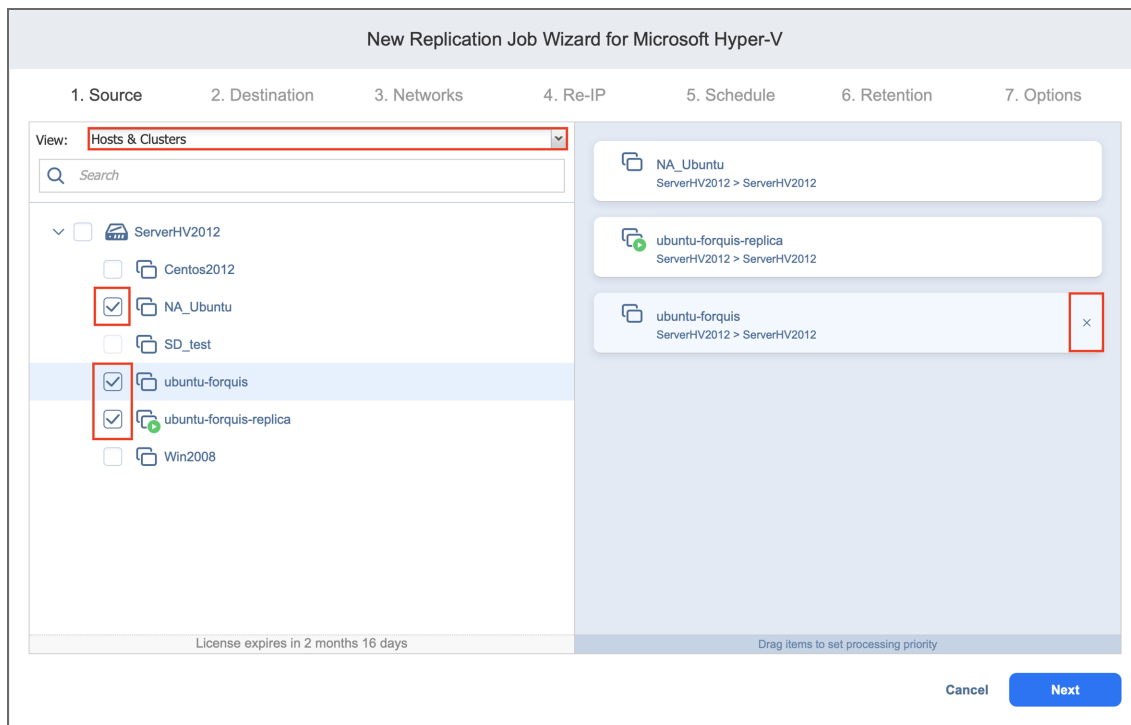 New Replication Job Wizard for Microsoft Hyper-V
1. Source 2. Destination 3. Networks 4. Re-IP 5. Schedule 6. Retention 7. Options
View: Hosts & Clusters
Search
ServerHV2012
Centos2012
NA_Ubuntu
SD_test
ubuntu-forquis
ubuntu-forquis-replica
Win2008
License expires in 2 months 16 days
NA_Ubuntu
ServerHV2012 > ServerHV2012
ubuntu-forquis-replica
ServerHV2012 > ServerHV2012
ubuntu-forquis
ServerHV2012 > ServerHV2012
Drag items to set processing priority
Cancel Next